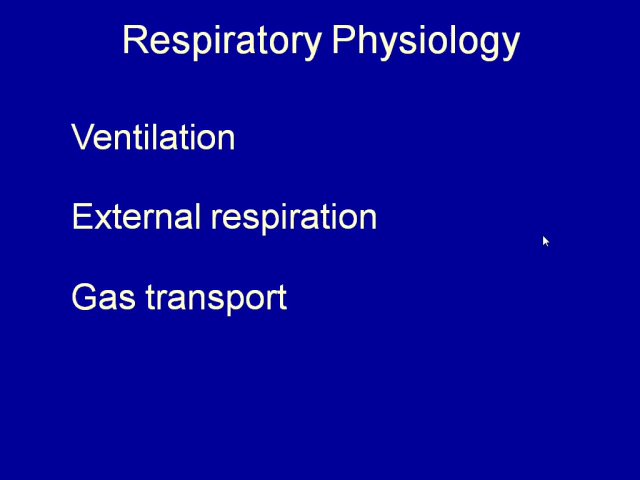 Respiratory Physiology
Ventilation
External respiration
Gas transport